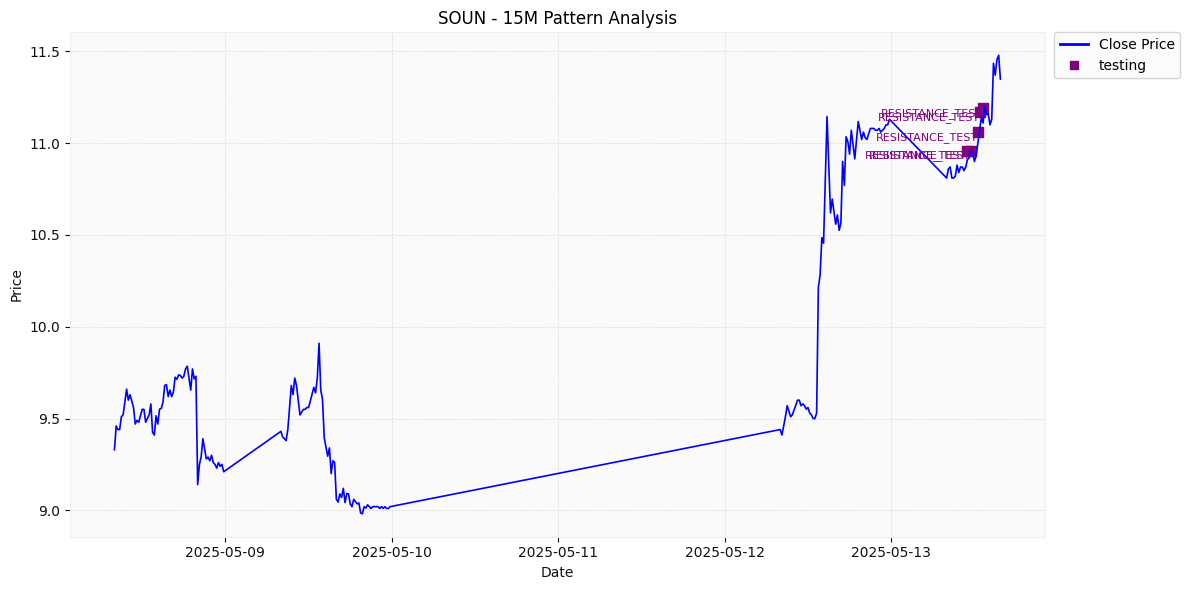 SOUN - 15M Pattern Analysis
Close Price
testing
11.5
11.0
10.5
10.0
9.5
9.0
Price
RESISTANCE_TEST
RESISTANCE_TEST
RESISTANCE_TEST
RESISTANCE_TEST
RESISTANCE_TEST
2025-05-09
2025-05-10
2025-05-11
2025-05-12
2025-05-13
Date